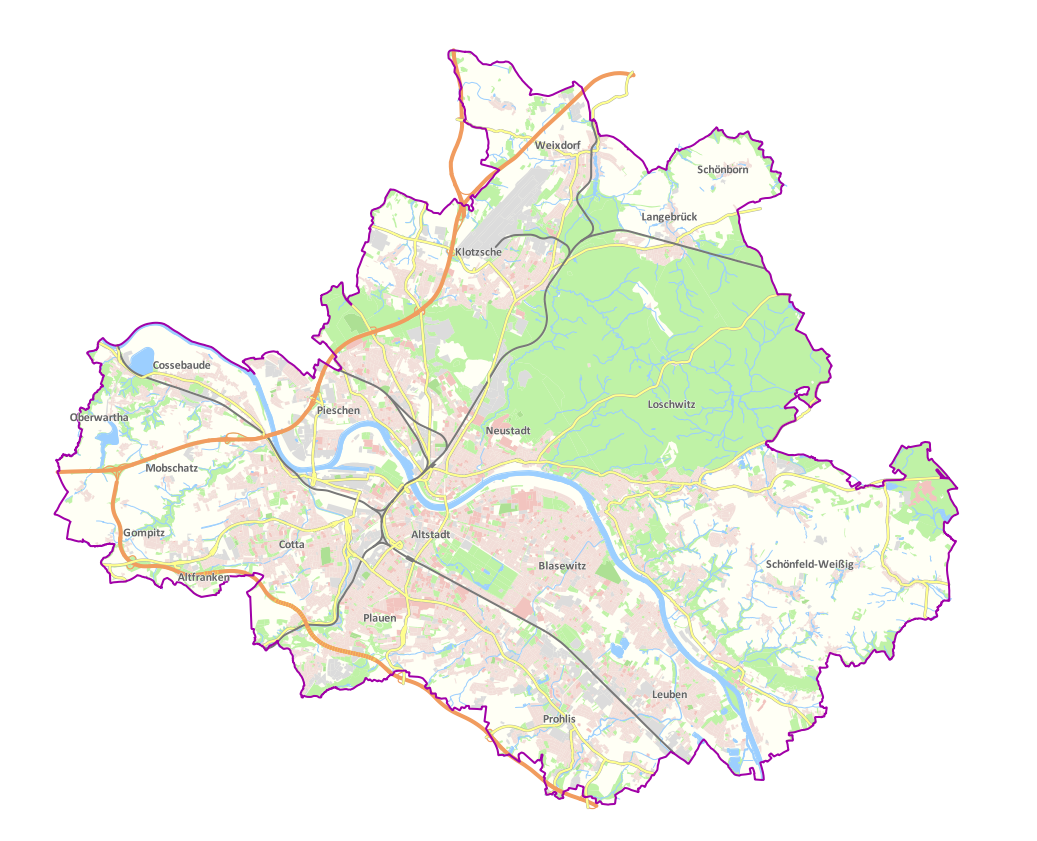 Weixdorf
Schönborn
Langebrück
Klotzsche
Cossebaude
Loschwitz
Pieschen
Oberwartha
Neustadt
Mobschatz
Gompitz
Altstadt
Cotta
Blasewitz
Schönfeld-Weißig
Altfranken
Plauen
Leuben
Prohlis